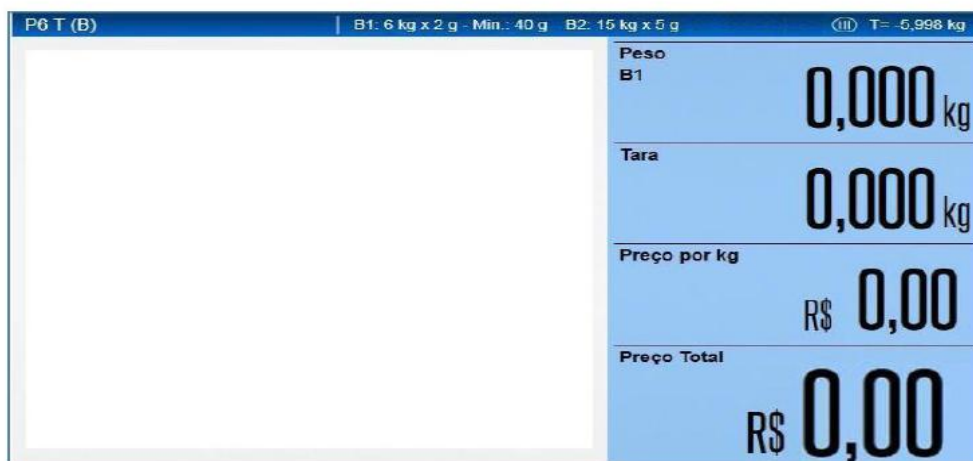 P6 T (B) B1: 6 kg x 2 g - Min.: 40 g B2: 15 kg x 5 g III T= -5,998 kg
Peso
B1
0,000 kg
Tara
0,000 kg
Preço por kg
R$ 0,00
Preço Total
R$ 0,00